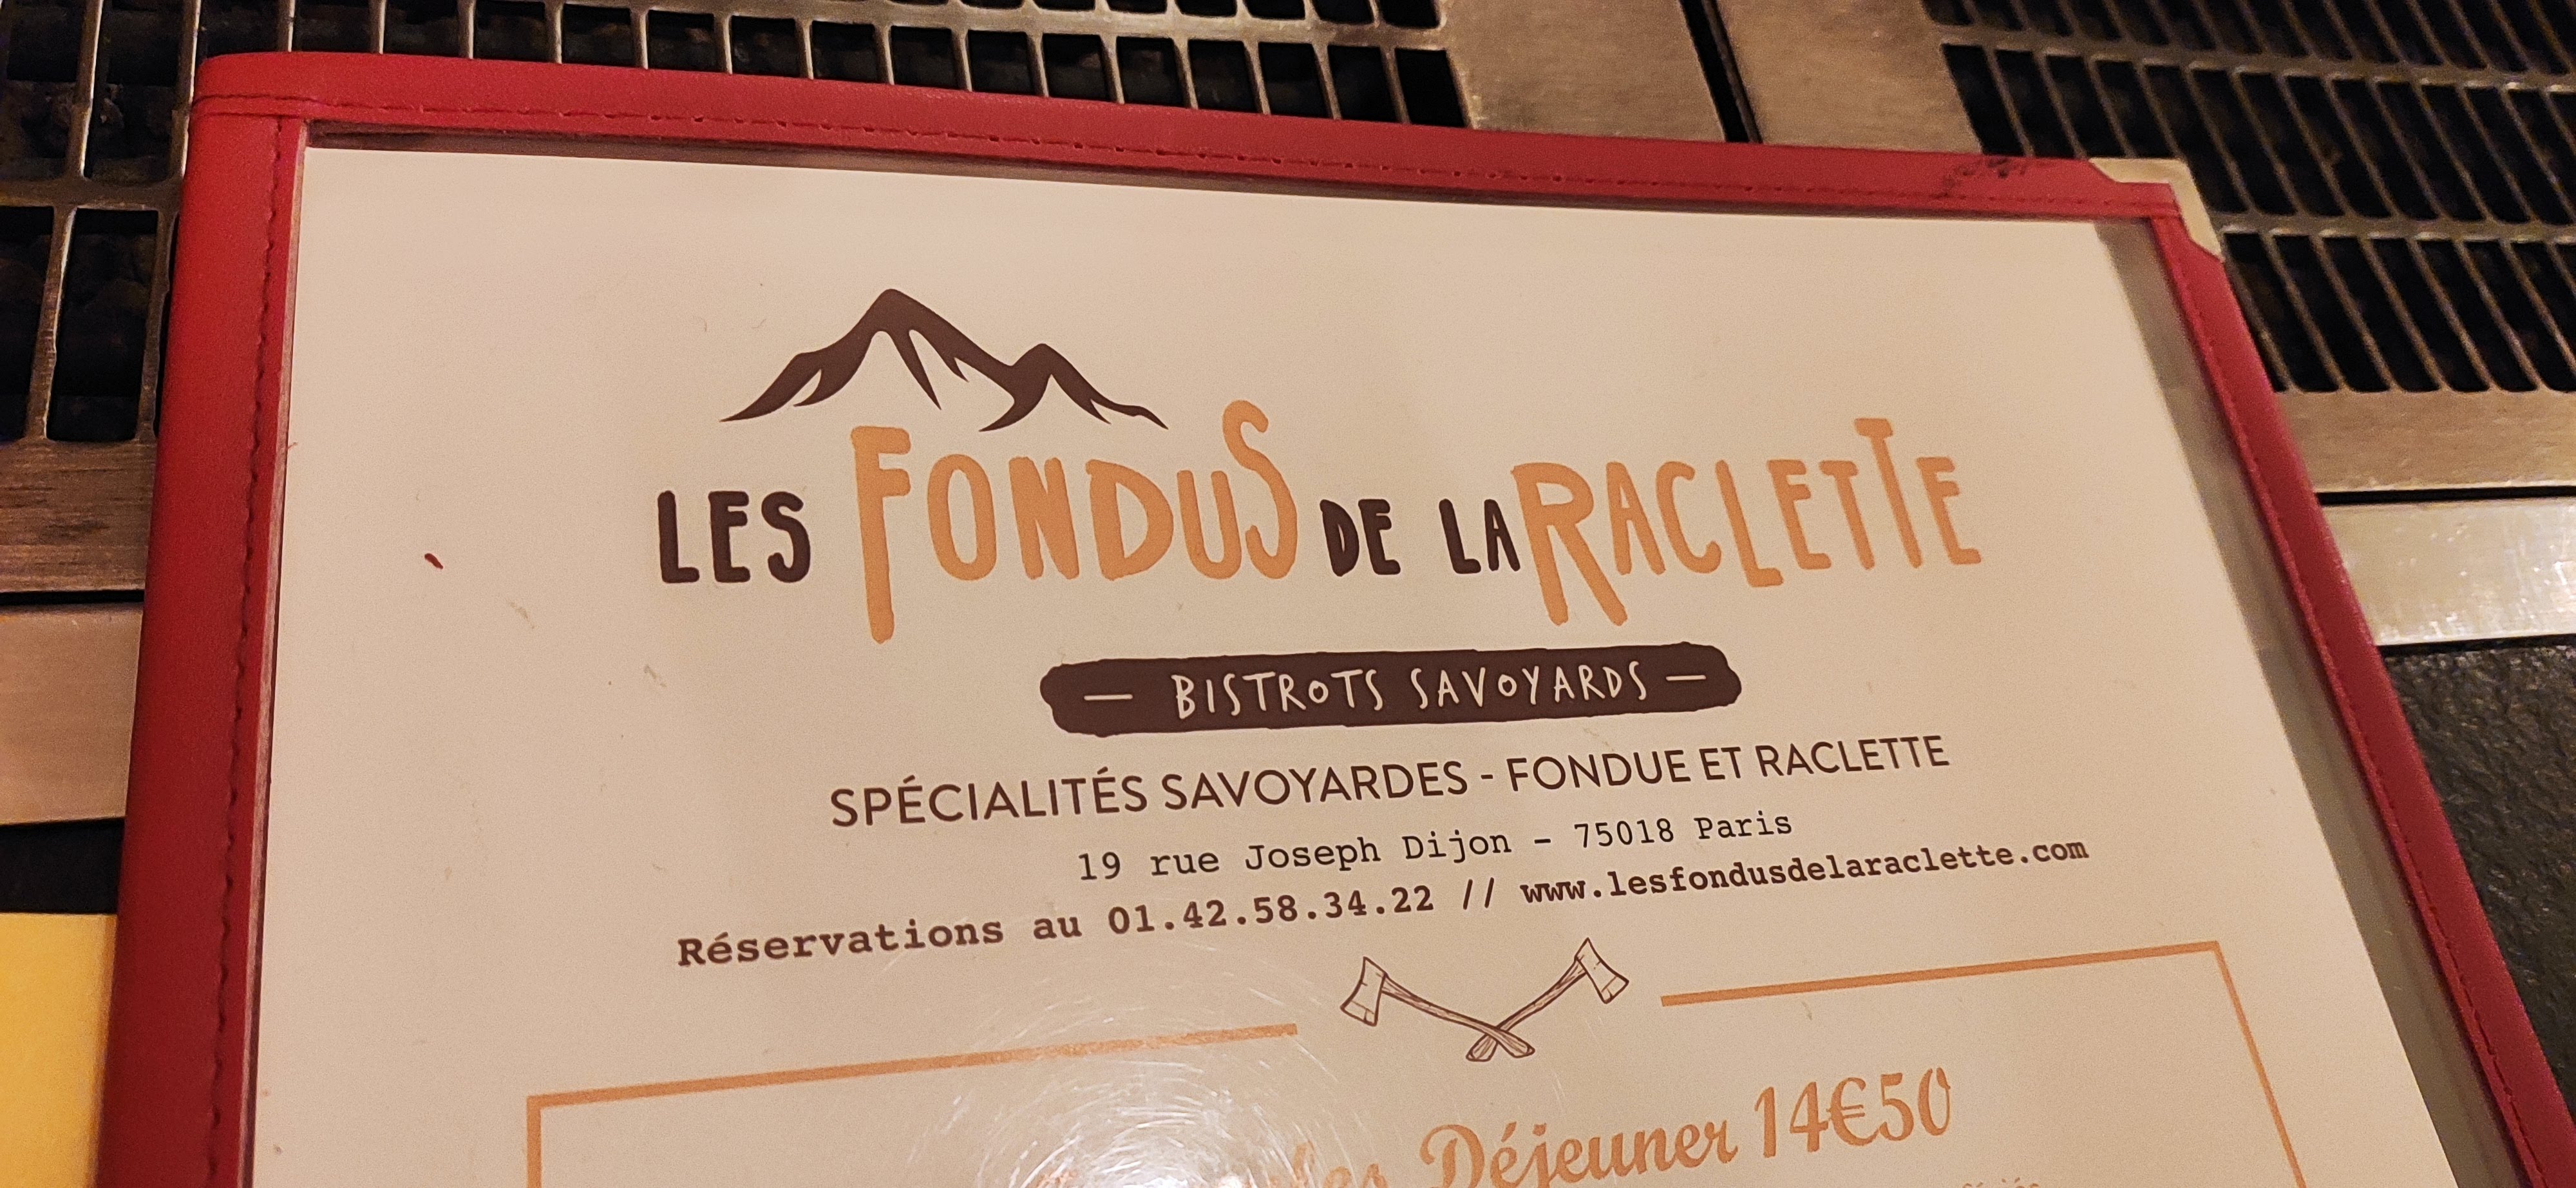 LES FONDUS DE LA RACLETTE
— BISTROTS SAVOYARDS —
SPÉCIALITÉS SAVOYARDES - FONDUE ET RACLETTE
19 rue Joseph Dijon - 75018 Paris
Réservations au 01.42.58.34.22 // www.lesfondusdelaraclette.com
Déjeuner 14€50